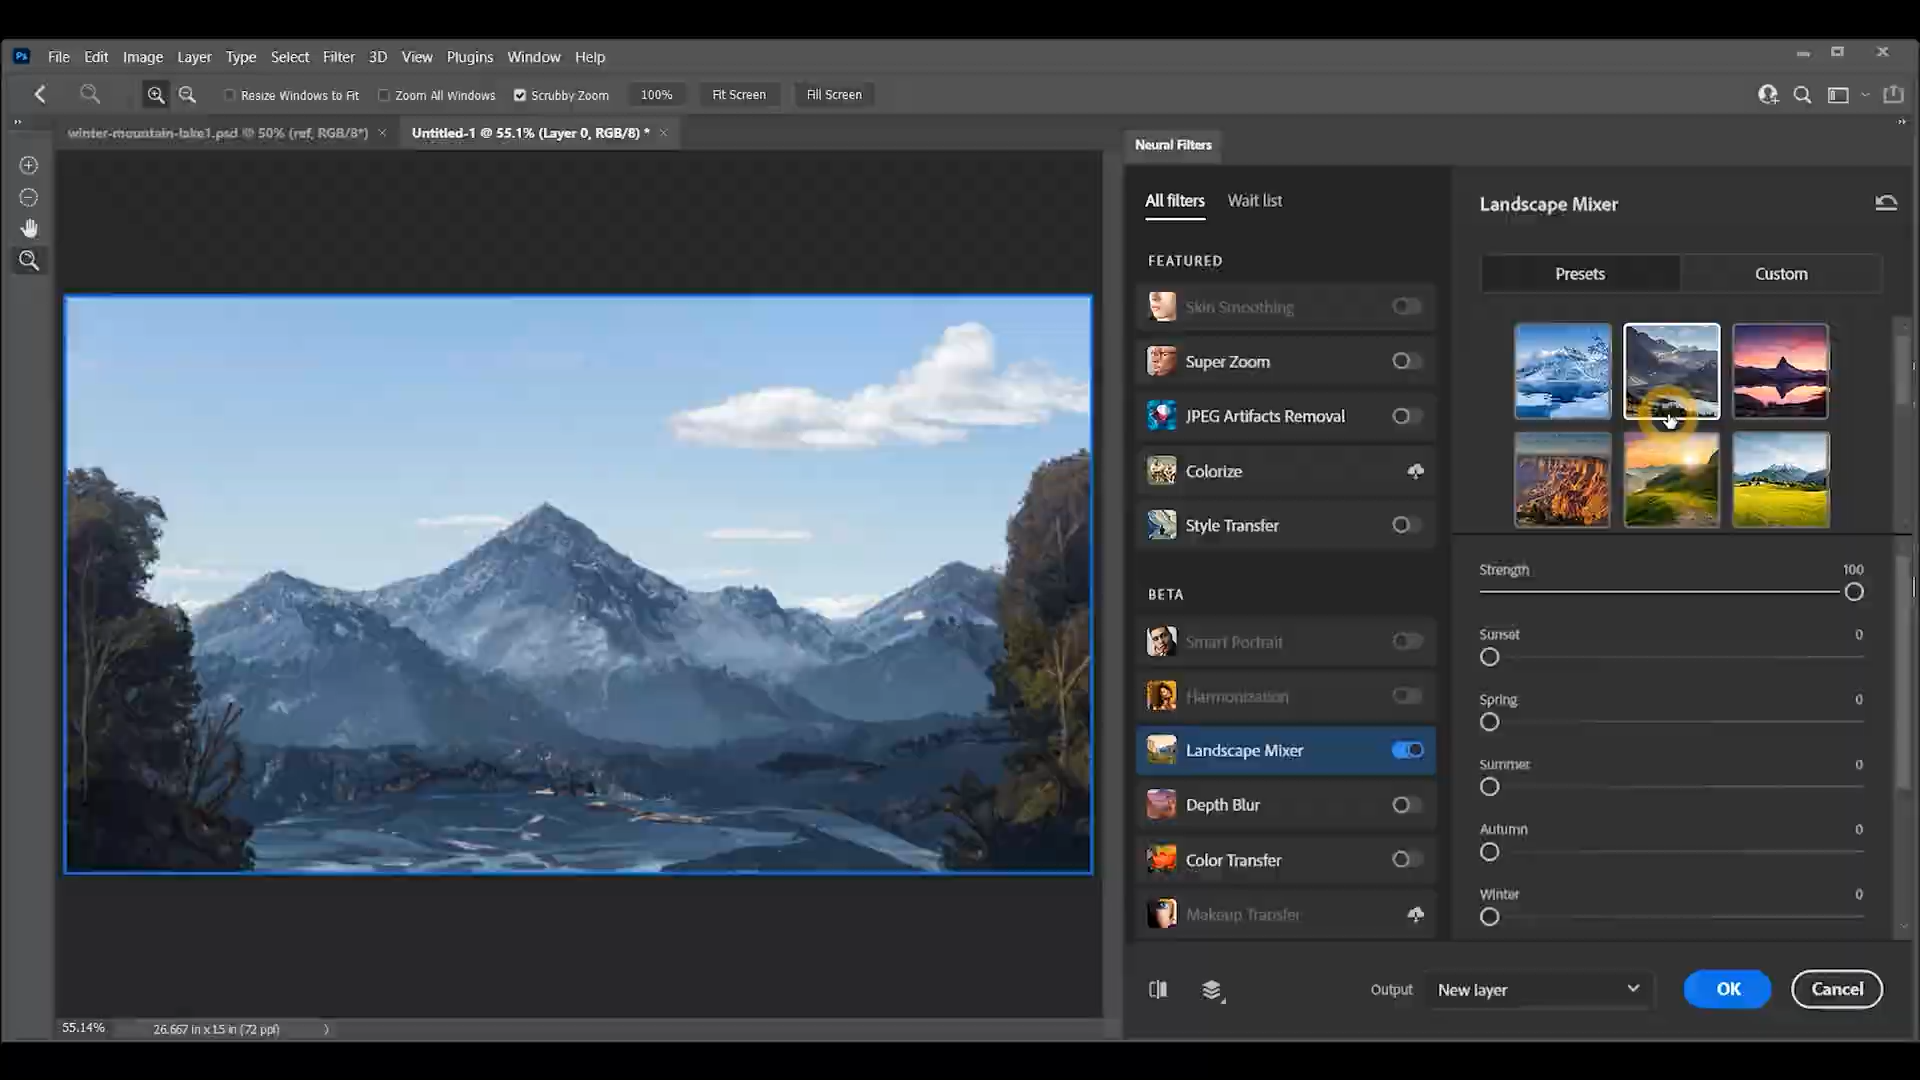 Ps File Edit Image Layer Type Select Filter 3D View Plugins Window Help
Resize Windows to Fit Zoom All Windows Scrubby Zoom 100% Fit Screen Fill Screen
winter-mountain-lake1.psd @ 50% (ref, RGB/8*) × Untitled-1 @ 55.1% (Layer 0, RGB/8) * ×
Neural Filters
All filters Wait list
FEATURED
Skin Smoothing
Super Zoom
JPEG Artifacts Removal
Colorize
Style Transfer
BETA
Smart Portrait
Harmonization
Landscape Mixer
Depth Blur
Color Transfer
Makeup Transfer
Landscape Mixer
Presets Custom
Strength 100
Sunset 0
Spring 0
Summer 0
Autumn 0
Winter 0
Output New layer OK Cancel
55.14% 26.667 in x 15 in (72 ppi)